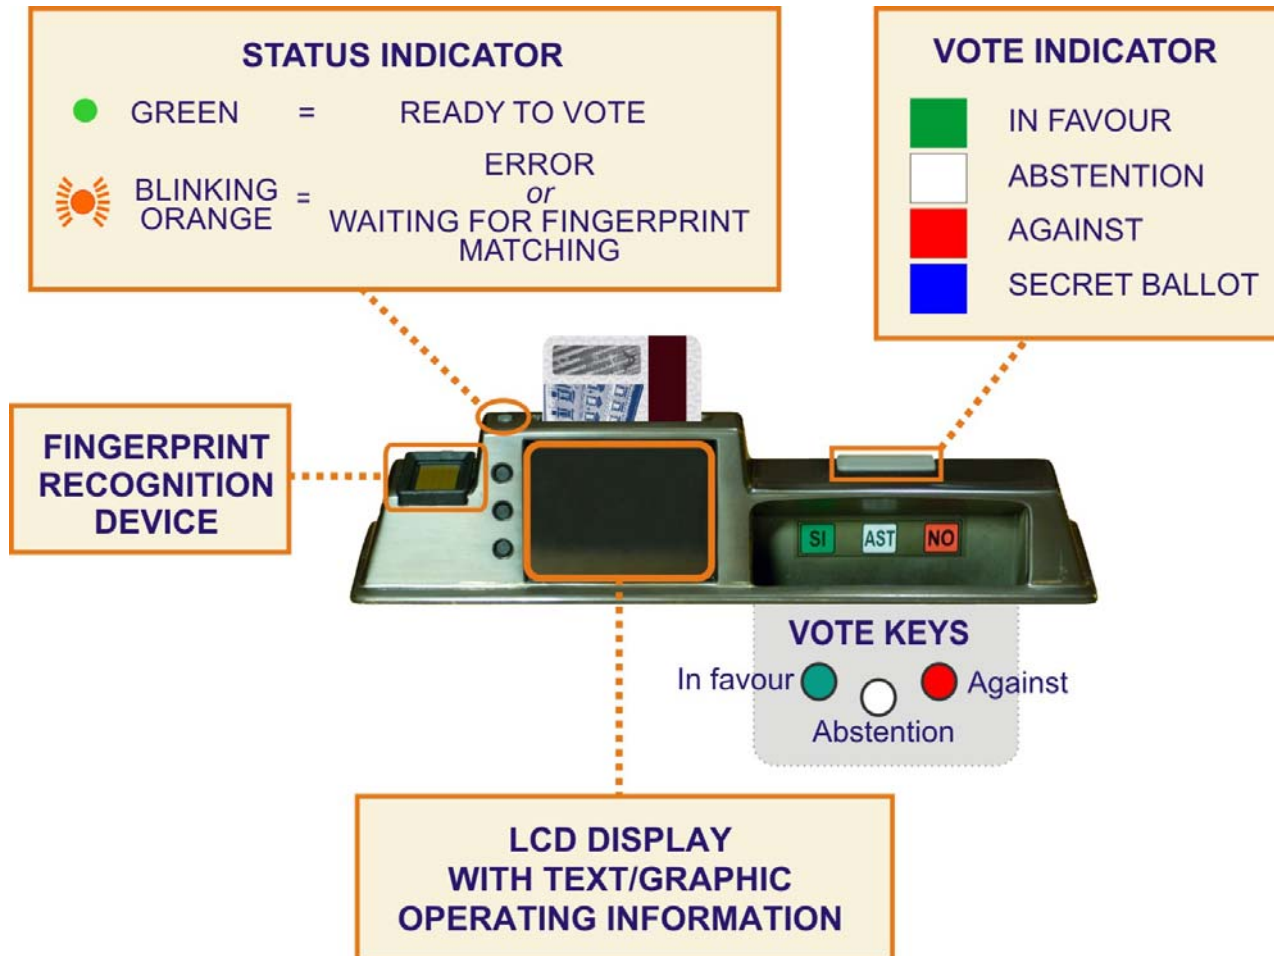 STATUS INDICATOR
GREEN = READY TO VOTE
BLINKING ORANGE = ERROR
or
WAITING FOR FINGERPRINT
MATCHING
VOTE INDICATOR
IN FAVOUR
ABSTENTION
AGAINST
SECRET BALLOT
FINGERPRINT
RECOGNITION
DEVICE
SI AST NO
VOTE KEYS
In favour
Against
Abstention
LCD DISPLAY
WITH TEXT/GRAPHIC
OPERATING INFORMATION